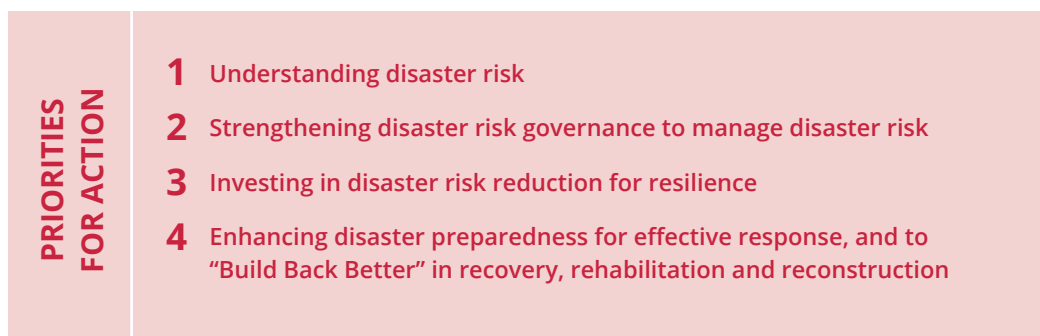 PRIORITIES
FOR ACTION
1 Understanding disaster risk
2 Strengthening disaster risk governance to manage disaster risk
3 Investing in disaster risk reduction for resilience
4 Enhancing disaster preparedness for effective response, and to
“Build Back Better” in recovery, rehabilitation and reconstruction